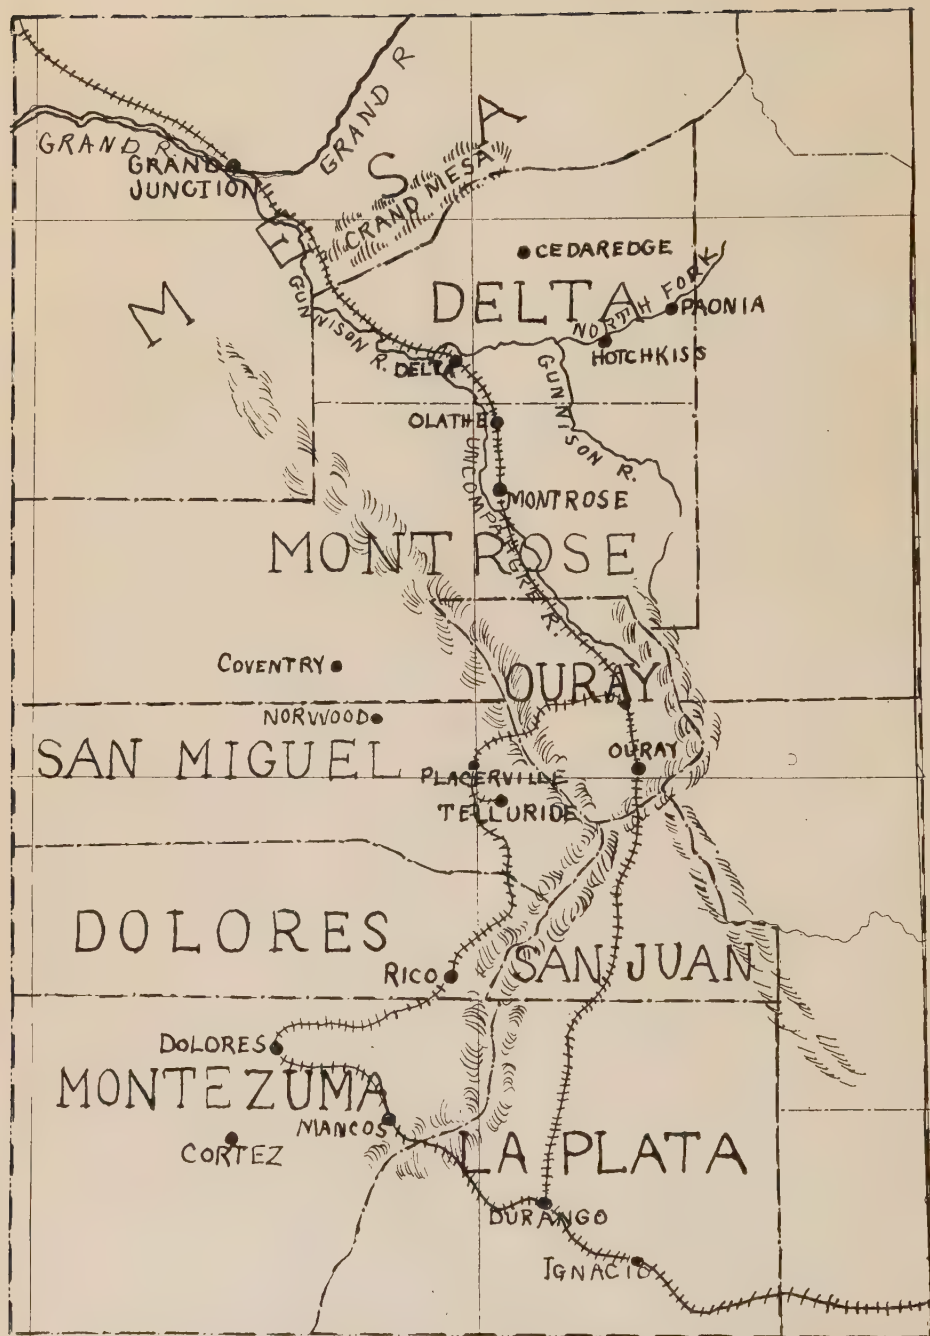 GRAND R
GRAND R
GRAND
JUNCTION
MESA
GRAND MESA
CEDAREDGE
DELTA
NORTH FORK
PAONIA
HOTCHKISS
GUNNISON R.
DELTA
GUNNISON R.
OLATHE
UNCOMPAHGRE R.
MONTROSE
MONTROSE
COVENTRY
OURAY
NORWOOD
SAN MIGUEL
OURAY
PLACERVILLE
TELLURIDE
DOLORES
RICO
SAN JUAN
DOLORES
MONTEZUMA
MANCOS
CORTEZ
LA PLATA
DURANGO
IGNACIO